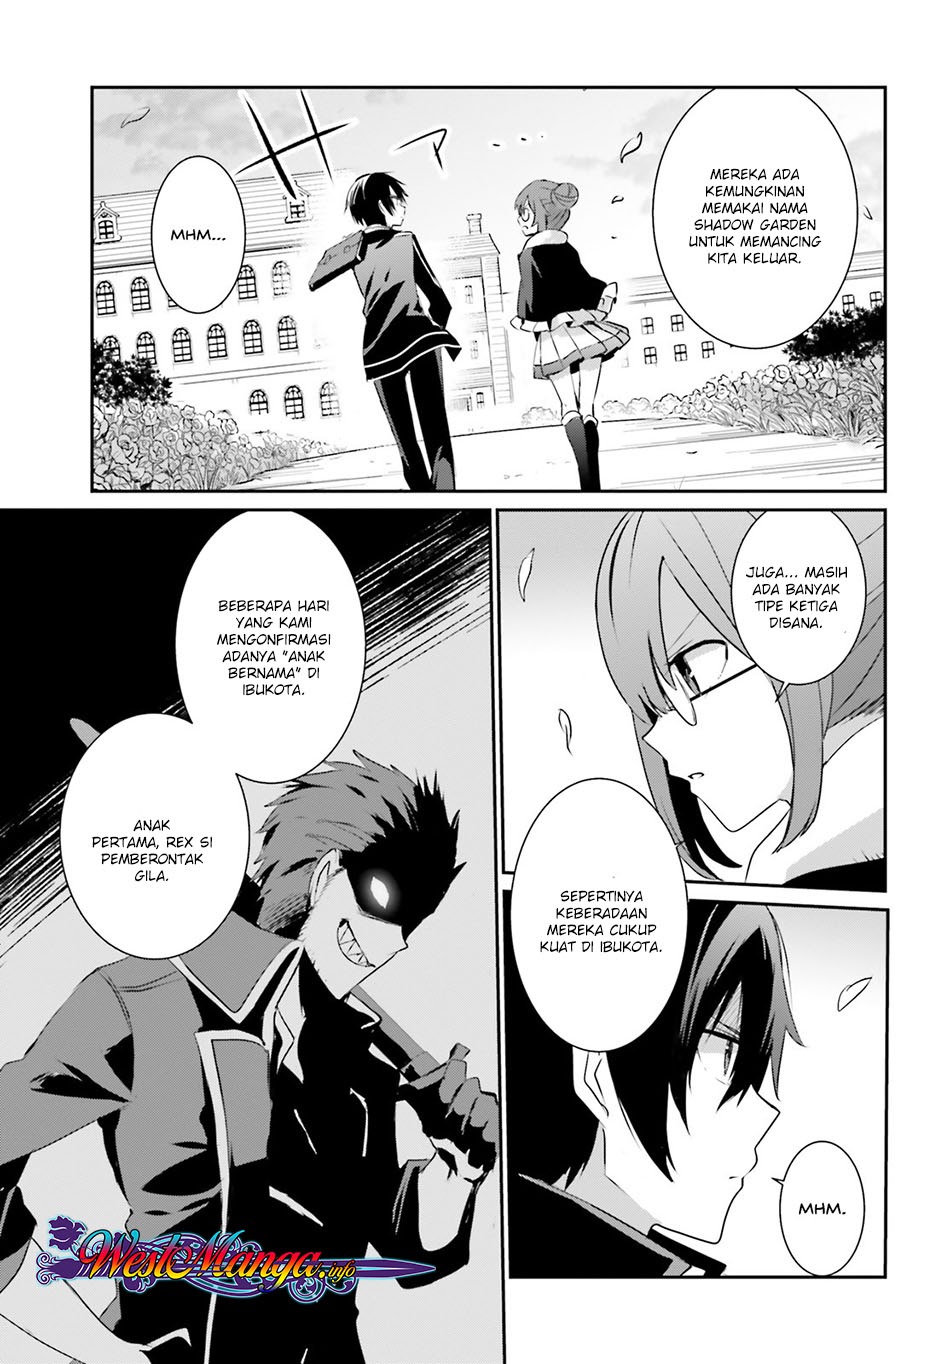 MEREKA ADA
KEMUNGKINAN
MEMAKAI NAMA
SHADOW GARDEN
UNTUK MEMANCING
KITA KELUAR.
MHM...
JUGA... MASIH
ADA BANYAK
TIPE KETIGA
DISANA.
SEPERTINYA
KEBERADAAN
MEREKA CUKUP
KUAT DI IBUKOTA.
MHM.
BEBERAPA HARI
YANG KAMI
MENGONFIRMASI
ADANYA "ANAK
BERNAMA" DI
IBUKOTA.
ANAK
PERTAMA, REX SI
PEMBERONTAK
GILA.
WestManga.info